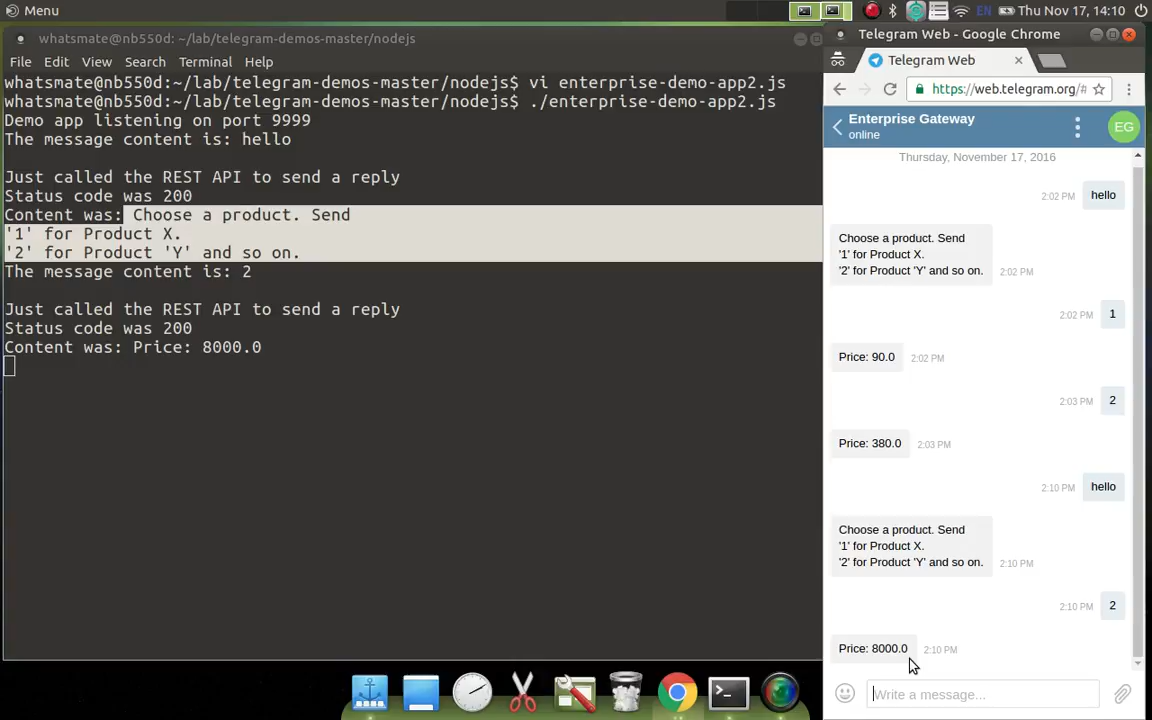 Menu
EN
Thu Nov 17, 14:10
whatsmate@nb550d: ~/lab/telegram-demos-master/nodejs
File Edit View Search Terminal Help
whatsmate@nb550d:~/lab/telegram-demos-master/nodejs$ vi enterprise-demo-app2.js
whatsmate@nb550d:~/lab/telegram-demos-master/nodejs$ ./enterprise-demo-app2.js
Demo app listening on port 9999
The message content is: hello
Just called the REST API to send a reply
Status code was 200
Content was: Choose a product. Send
'1' for Product X.
'2' for Product 'Y' and so on.
The message content is: 2
Just called the REST API to send a reply
Status code was 200
Content was: Price: 8000.0
Telegram Web - Google Chrome
Telegram Web
https://web.telegram.org/#
Enterprise Gateway
online
EG
Thursday, November 17, 2016
2:02 PM hello
Choose a product. Send
'1' for Product X.
'2' for Product 'Y' and so on. 2:02 PM
2:02 PM 1
Price: 90.0 2:02 PM
2:03 PM 2
Price: 380.0 2:03 PM
2:10 PM hello
Choose a product. Send
'1' for Product X.
'2' for Product 'Y' and so on. 2:10 PM
2:10 PM 2
Price: 8000.0 2:10 PM
Write a message...